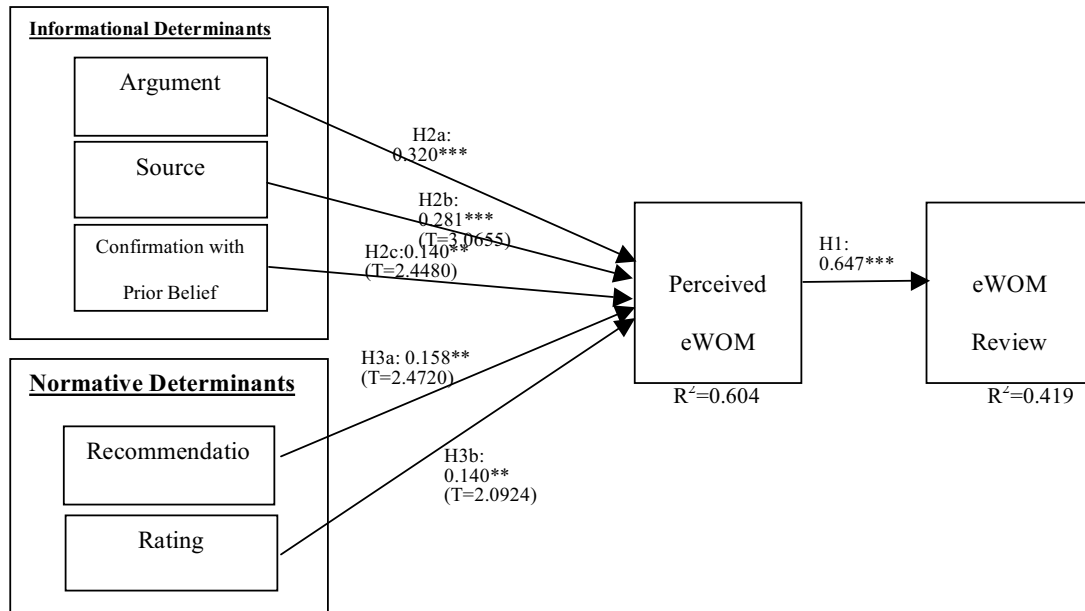 Informational Determinants
Argument
Source
Confirmation with
Prior Belief
Normative Determinants
Recommendatio
Rating
H2a:
0.320***
H2b:
0.281***
(T=3.0655)
H2c:0.140**
(T=2.4480)
H3a: 0.158**
(T=2.4720)
H3b:
0.140**
(T=2.0924)
Perceived
eWOM
R²=0.604
H1:
0.647***
eWOM
Review
R²=0.419